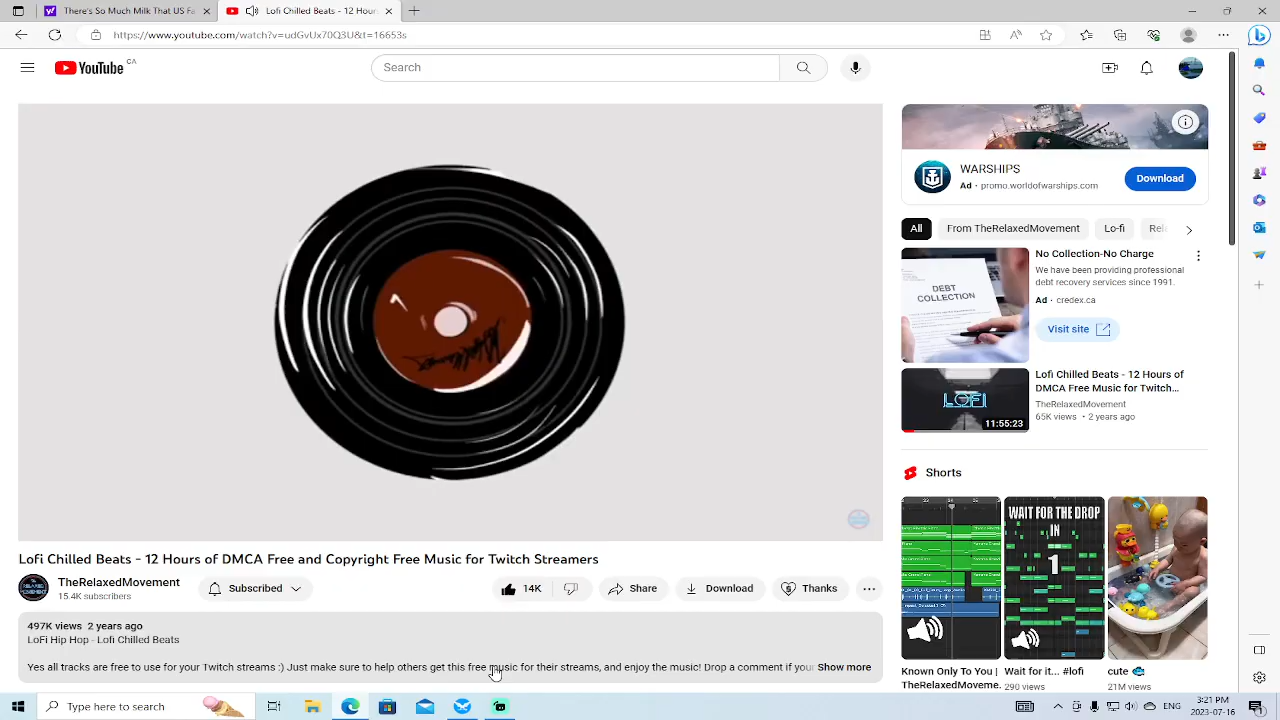 There's So Much Milk That US Fa
Lofi Chilled Beats - 12 Hours
https://www.youtube.com/watch?v=udGvUx70Q3U&t=16653s
YouTube CA
Search
WARSHIPS
Ad • promo.worldofwarships.com
Download
All
From TheRelaxedMovement
Lo-fi
Rela
DEBT
COLLECTION
No Collection-No Charge
We have been providing professional
debt recovery services since 1991.
Ad • credex.ca
Visit site
LOFI
11:55:23
Lofi Chilled Beats - 12 Hours of
DMCA Free Music for Twitch...
TheRelaxedMovement
65K views • 2 years ago
Shorts
WAIT FOR THE DROP
IN
1
Known Only To You |
TheRelaxedMoveme...
Wait for it... #lofi
290 views
cute
21M views
Lofi Chilled Beats - 12 Hours of DMCA Free and Copyright Free Music for Twitch Streamers
TheRelaxedMovement
15.4K subscribers
Subscribed
14K
Share
Download
Thanks
497K views 2 years ago
LoFi Hip Hop - Lofi Chilled Beats
Yes all tracks are free to use for your Twitch streams :) Just make sure to help others get this free music for their streams, and enjoy the music! Drop a comment if you
Show more
Type here to search
ENG
3:21 PM
2023-07-16